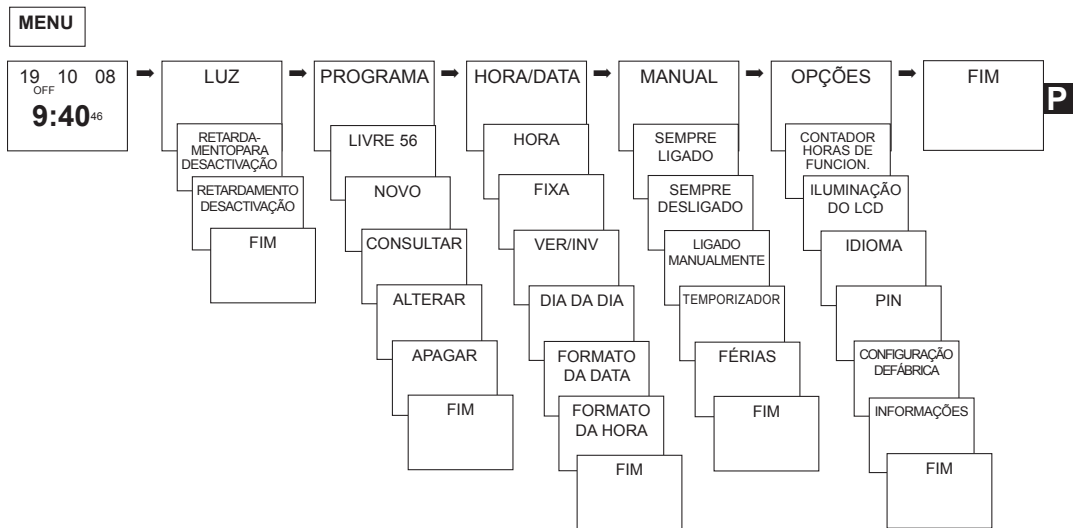 MENU
19 10 08
OFF
9:40 46
LUZ
RETARDA-
MENTOPARA
DESACTIVAÇÃO
RETARDAMENTO
DESACTIVAÇÃO
FIM
PROGRAMA
LIVRE 56
NOVO
CONSULTAR
ALTERAR
APAGAR
FIM
HORA/DATA
HORA
FIXA
VER/INV
DIA DA DIA
FORMATO
DA DATA
FORMATO
DA HORA
FIM
MANUAL
SEMPRE
LIGADO
SEMPRE
DESLIGADO
LIGADO
MANUALMENTE
TEMPORIZADOR
FÉRIAS
FIM
OPÇÕES
CONTADOR
HORAS DE
FUNCION.
ILUMINAÇÃO
DO LCD
IDIOMA
PIN
CONFIGURAÇÃO
DEFÁBRICA
INFORMAÇÕES
FIM
FIM
P